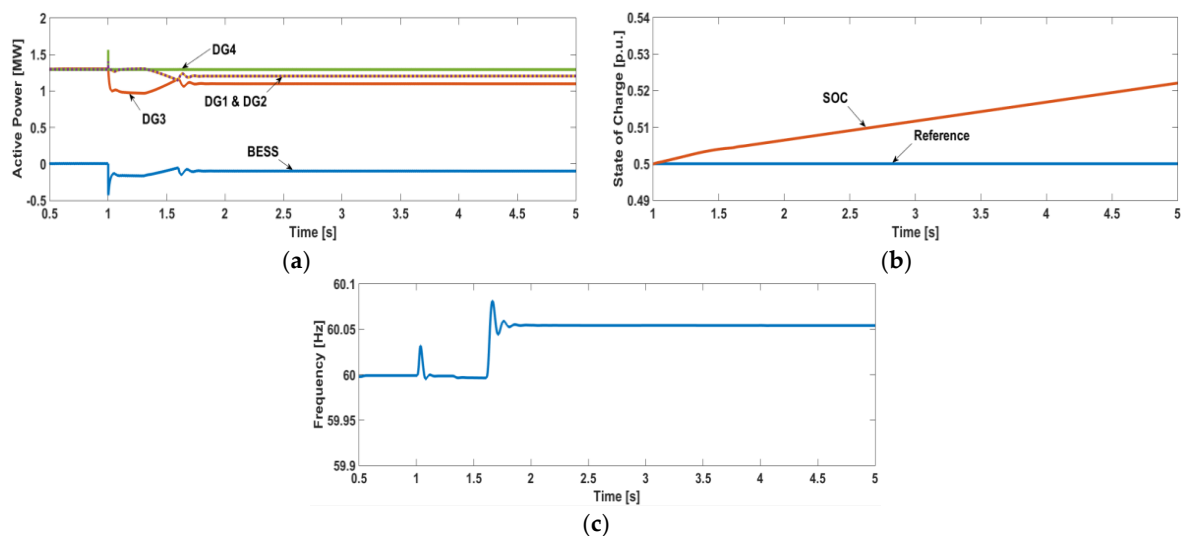 2
1.5
1
0.5
0
-0.5
Active Power [MW]
DG4
DG1 & DG2
DG3
BESS
0.5 1 1.5 2 2.5 3 3.5 4 4.5 5
Time [s]
(a)
0.54
0.53
0.52
0.51
0.5
0.49
State of Charge [p.u.]
SOC
Reference
1 1.5 2 2.5 3 3.5 4 4.5 5
Time [s]
(b)
60.1
60.05
60
59.95
59.9
Frequency [Hz]
0.5 1 1.5 2 2.5 3 3.5 4 4.5 5
Time [s]
(c)